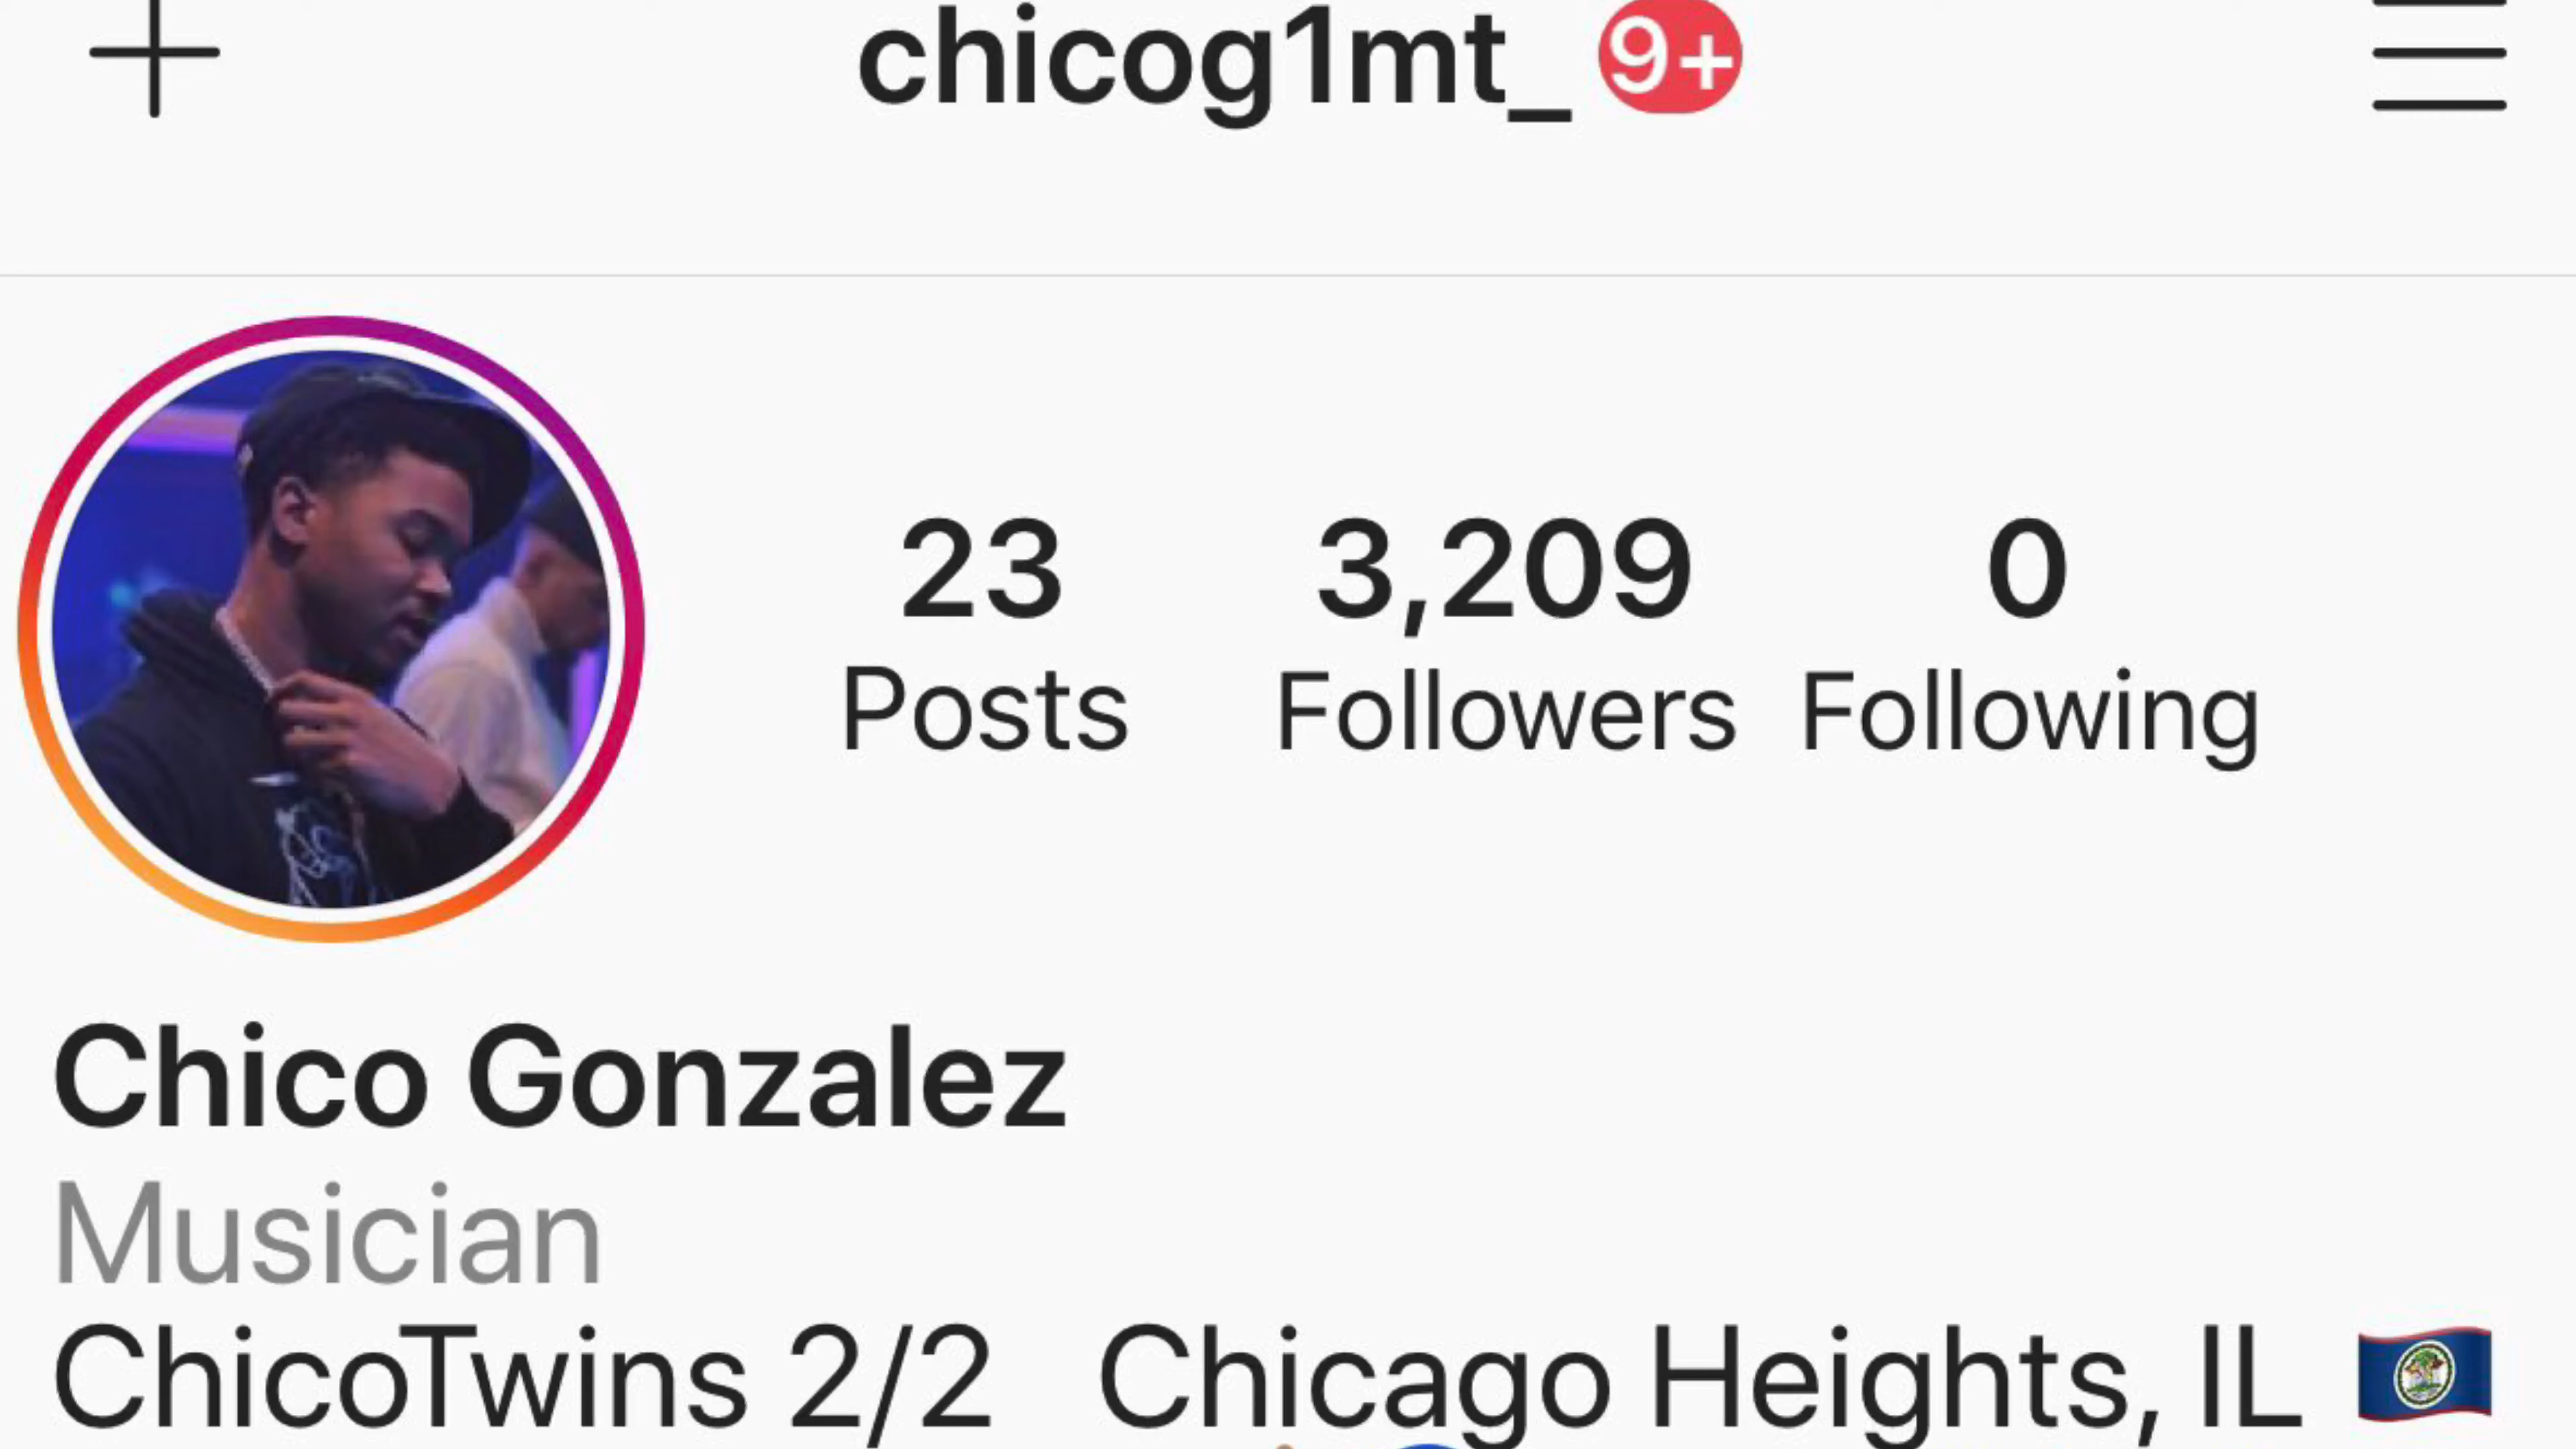 chicog1mt_ 9+
23 3,209 0
Posts Followers Following
Chico Gonzalez
Musician
ChicoTwins 2/2 Chicago Heights, IL